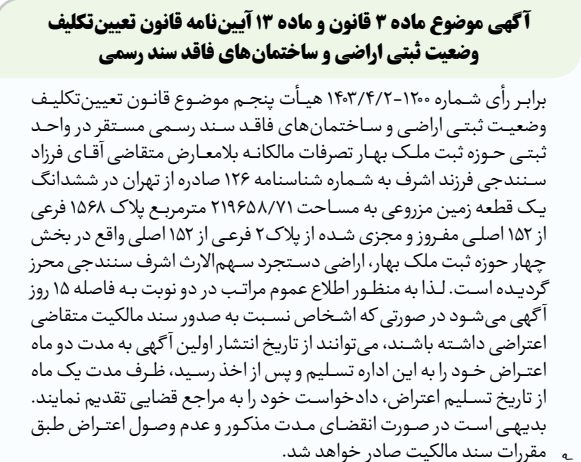 آگهی موضوع ماده ۳ قانون و ماده ۱۳ آیین‌نامه قانون تعیین‌تکلیف
وضعیت ثبتی اراضی و ساختمان‌های فاقد سند رسمی
برابر رأی شماره ۱۲۰۰-۱۴۰۳/۴/۲ هیأت پنجم موضوع قانون تعیین‌تکلیف
وضعیت ثبتی اراضی و ساختمان‌های فاقد سند رسمی مستقر در واحد
ثبتی حوزه ثبت ملک بهار تصرفات مالکانه بلامعارض متقاضی آقای فرزاد
سنندجی فرزند اشرف به شماره شناسنامه ۱۲۶ صادره از تهران در ششدانگ
یک قطعه زمین مزروعی به مساحت ۲۱۹۶۵۸/۷۱ مترمربع پلاک ۱۵۶۸ فرعی
از ۱۵۲ اصلی مفروز و مجزی شده از پلاک۲ فرعی از ۱۵۲ اصلی واقع در بخش
چهار حوزه ثبت ملک بهار، اراضی دستجرد سهم‌الارث اشرف سنندجی محرز
گردیده است. لذا به منظور اطلاع عموم مراتب در دو نوبت به فاصله ۱۵ روز
آگهی می‌شود در صورتی که اشخاص نسبت به صدور سند مالکیت متقاضی
اعتراضی داشته باشند، می‌توانند از تاریخ انتشار اولین آگهی به مدت دو ماه
اعتراض خود را به این اداره تسلیم و پس از اخذ رسید، ظرف مدت یک ماه
از تاریخ تسلیم اعتراض، دادخواست خود را به مراجع قضایی تقدیم نمایند.
بدیهی است در صورت انقضای مدت مذکور و عدم وصول اعتراض طبق
مقررات سند مالکیت صادر خواهد شد.